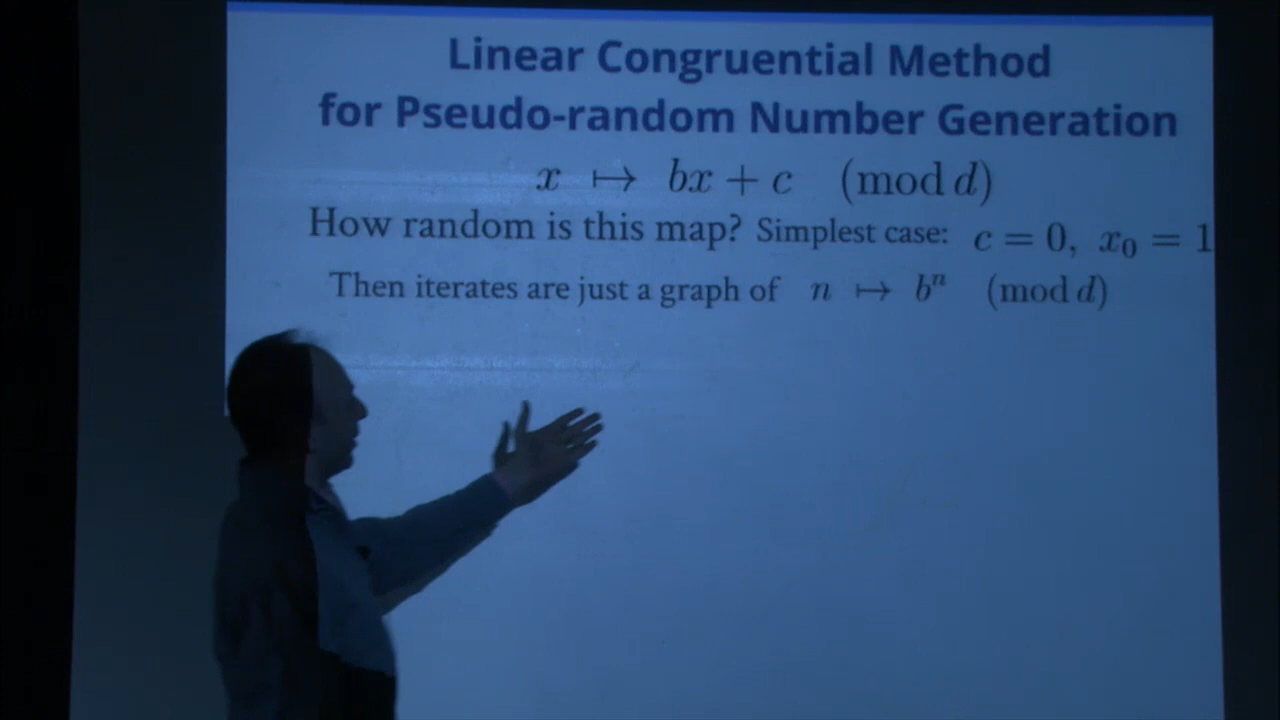 Linear Congruential Method
for Pseudo-random Number Generation
x ↦ bx + c (mod d)
How random is this map? Simplest case: c = 0, x₀ = 1
Then iterates are just a graph of n ↦ bⁿ (mod d)